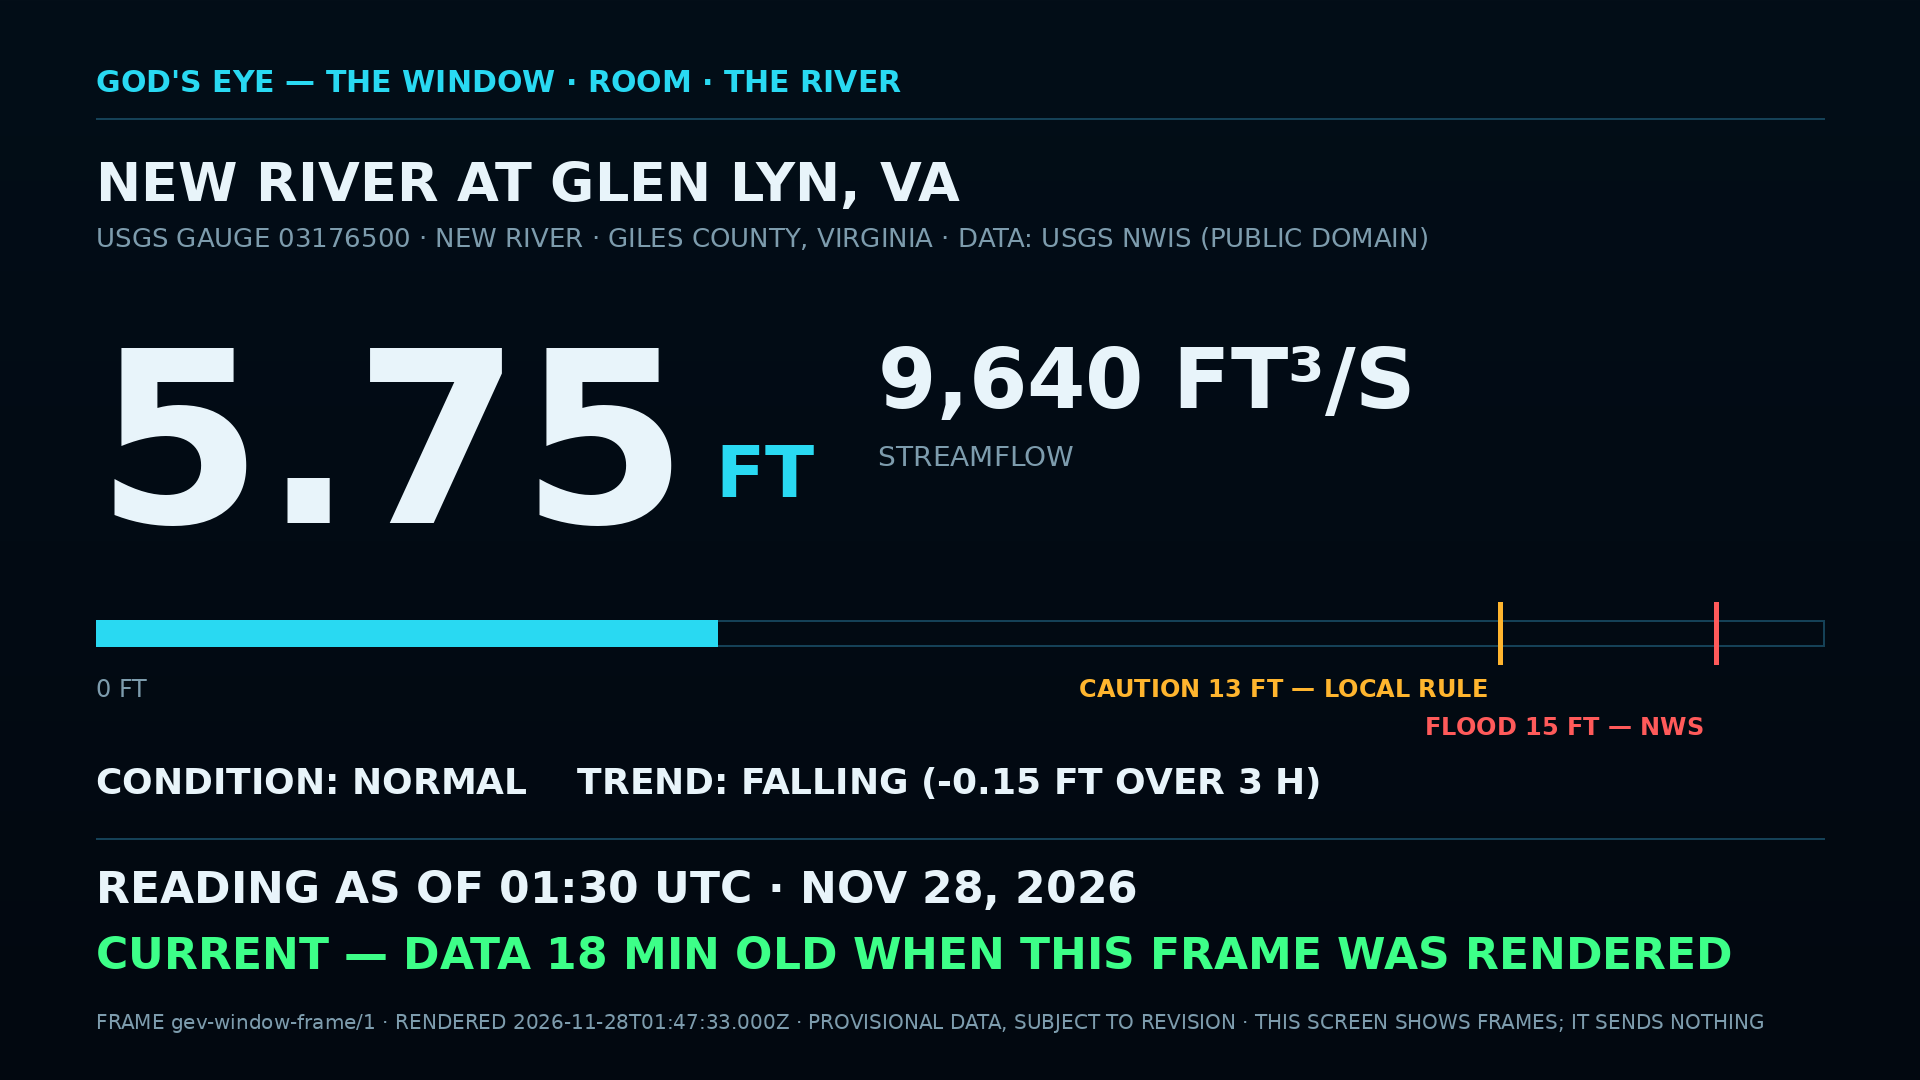 GOD'S EYE — THE WINDOW · ROOM · THE RIVER
NEW RIVER AT GLEN LYN, VA
USGS GAUGE 03176500 · NEW RIVER · GILES COUNTY, VIRGINIA · DATA: USGS NWIS (PUBLIC DOMAIN)
5.75 FT
9,640 FT³/S
STREAMFLOW
0 FT
CAUTION 13 FT — LOCAL RULE
FLOOD 15 FT — NWS
CONDITION: NORMAL TREND: FALLING (-0.15 FT OVER 3 H)
READING AS OF 01:30 UTC · NOV 28, 2026
CURRENT — DATA 18 MIN OLD WHEN THIS FRAME WAS RENDERED
FRAME gev-window-frame/1 · RENDERED 2026-11-28T01:47:33.000Z · PROVISIONAL DATA, SUBJECT TO REVISION · THIS SCREEN SHOWS FRAMES; IT SENDS NOTHING